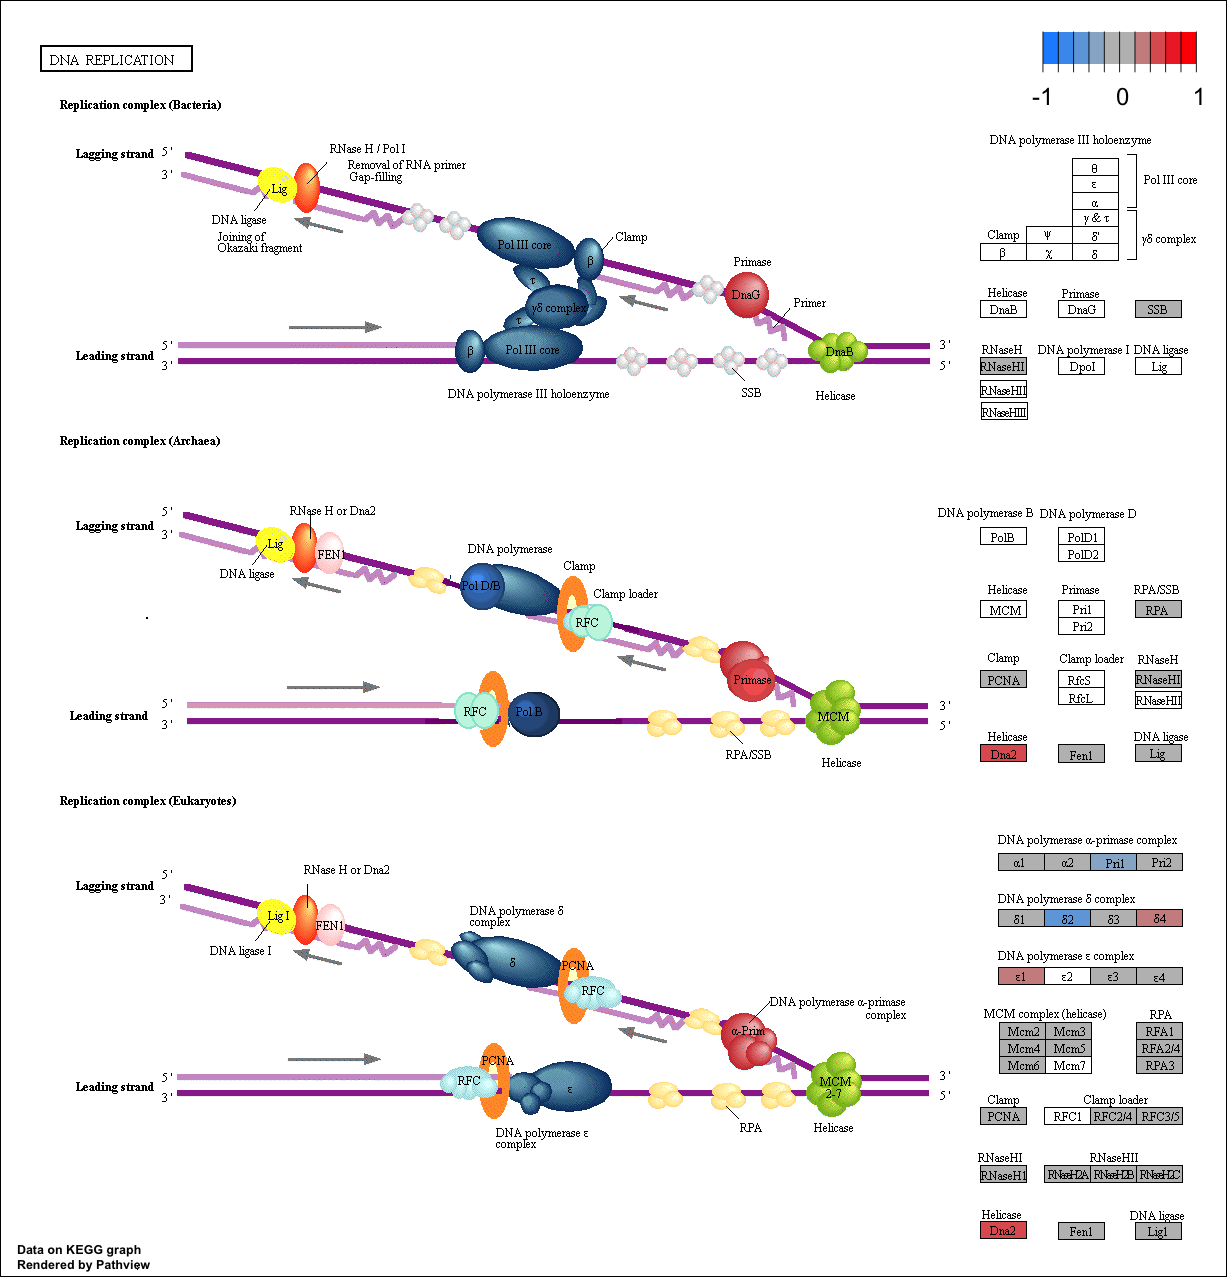 DNA REPLICATION
-1 0 1
Replication complex (Bacteria)
Lagging strand
5'
3'
RNase H / Pol I
Removal of RNA primer
Gap-filling
Lig
DNA ligase
Joining of
Okazaki fragment
Pol III core
Clamp
β
τ
γδ complex
τ
Primase
DnaG
Primer
Leading strand
5'
3'
β
Pol III core
DnaB
3'
5'
DNA polymerase III holoenzyme
SSB
Helicase
DNA polymerase III holoenzyme
θ
ε
α
Pol III core
γ & τ
Clamp
ψ
δ'
γδ complex
β
χ
δ
Helicase
DnaB
Primase
DnaG
SSB
RNaseH
RNaseHI
RNaseHII
RNaseHIII
DNA polymerase I
DpoI
DNA ligase
Lig
Replication complex (Archaea)
Lagging strand
5'
3'
RNase H or Dna2
Lig
FEN1
DNA ligase
DNA polymerase
Pol D/B
Clamp
Clamp loader
RFC
Primase
Leading strand
5'
3'
RFC
Pol B
MCM
3'
5'
RPA/SSB
Helicase
DNA polymerase B
PolB
DNA polymerase D
PolD1
PolD2
Helicase
MCM
Primase
Pri1
Pri2
RPA/SSB
RPA
Clamp
PCNA
Clamp loader
RfcS
RfcL
RNaseH
RNaseHI
RNaseHII
Helicase
Dna2
Fen1
DNA ligase
Lig
Replication complex (Eukaryotes)
Lagging strand
5'
3'
RNase H or Dna2
Lig I
FEN1
DNA ligase I
DNA polymerase δ
complex
δ
PCNA
RFC
DNA polymerase α-primase
complex
α-Prim
Leading strand
5'
3'
PCNA
RFC
ε
MCM
2-7
3'
5'
DNA polymerase ε
complex
RPA
Helicase
DNA polymerase α-primase complex
α1 α2 Pri1 Pri2
DNA polymerase δ complex
δ1 δ2 δ3 δ4
DNA polymerase ε complex
ε1 ε2 ε3 ε4
MCM complex (helicase)
Mcm2 Mcm3
Mcm4 Mcm5
Mcm6 Mcm7
RPA
RFA1
RFA2/4
RPA3
Clamp
PCNA
Clamp loader
RFC1 RFC2/4 RFC3/5
RNaseHI
RNaseH1
RNaseHII
RNaseH2A RNaseH2B RNaseH2C
Helicase
Dna2
Fen1
DNA ligase
Lig1
Data on KEGG graph
Rendered by Pathview